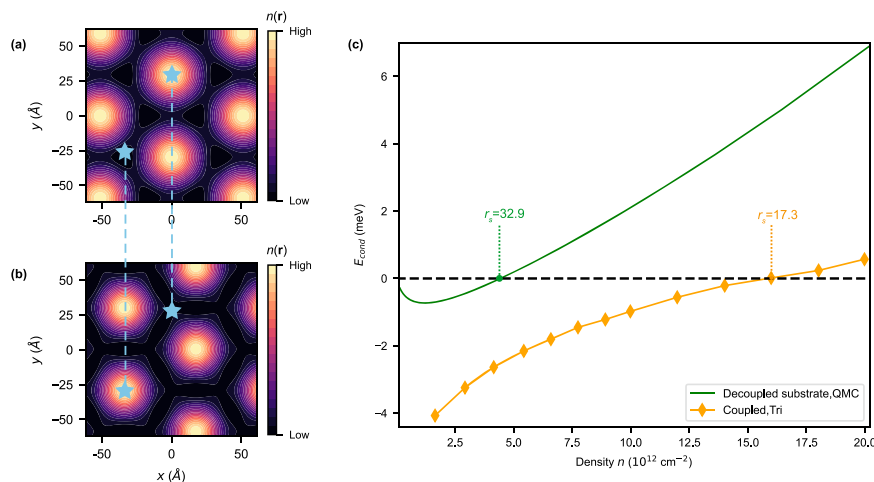 (a)
n(r)
High
Low
50
25
0
-25
-50
y (Å)
-50
0
50
(b)
n(r)
High
Low
50
25
0
-25
-50
y (Å)
-50
0
50
x (Å)
(c)
6
4
2
0
−2
−4
E_cond (meV)
r_s=32.9
r_s=17.3
Decoupled substrate,QMC
Coupled,Tri
2.5
5.0
7.5
10.0
12.5
15.0
17.5
20.0
Density n (10¹² cm⁻²)